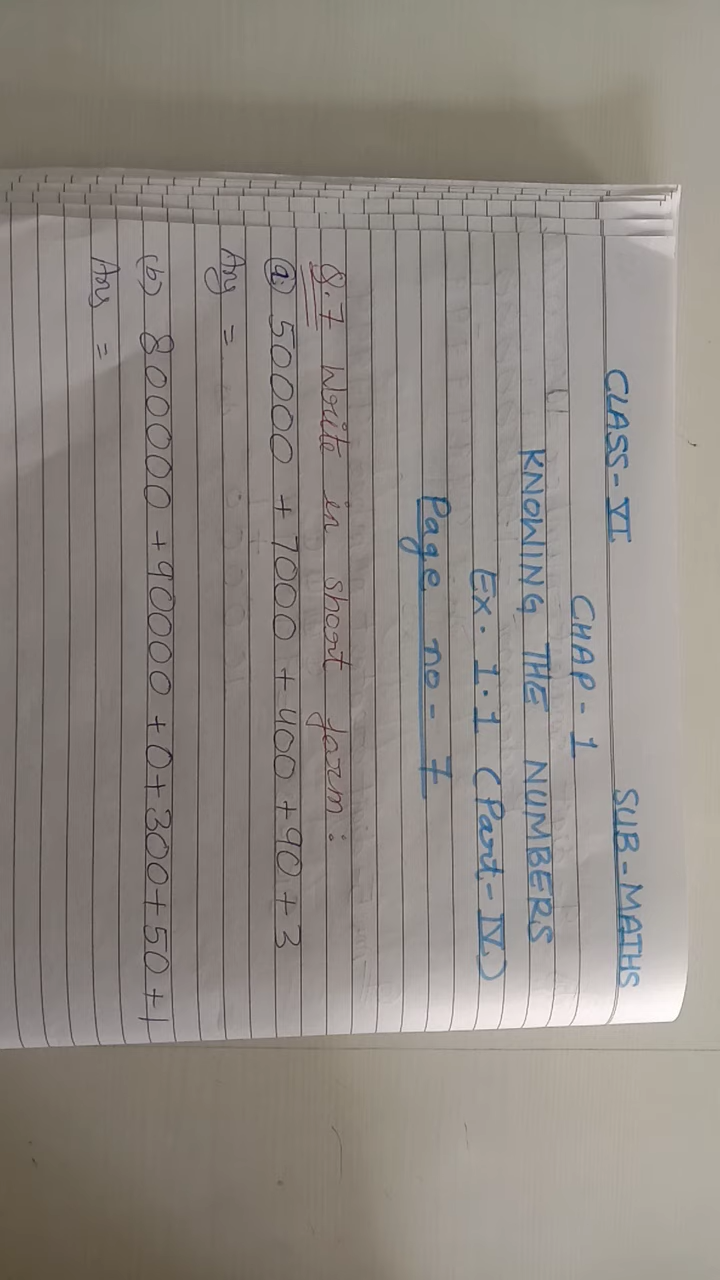 CLASS-VI SUB-MATHS
CHAP-1
KNOWING THE NUMBERS
Ex. 1.1 (Part-IV)
Page no- 7
Q.7 Write in short form:
(a) 50000 + 7000 + 400 + 90 + 3
Ans =
(b) 800000 + 90000 + 0 + 300 + 50 + 1
Ans =